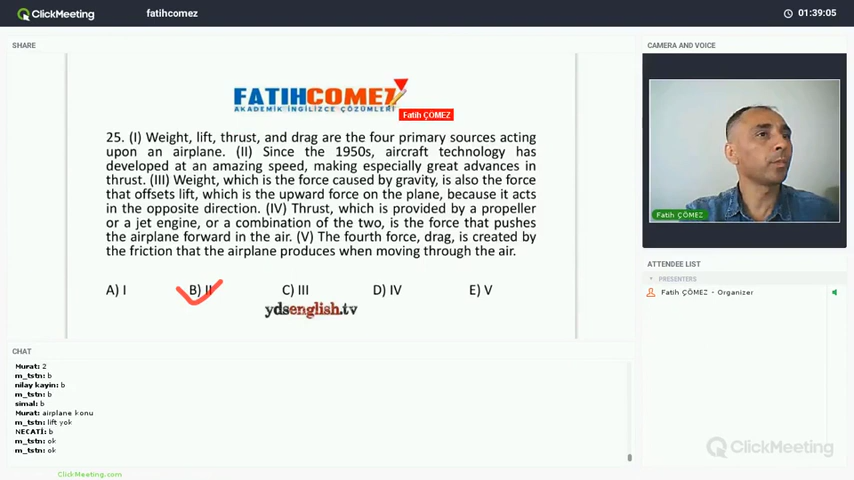 ClickMeeting
fatihcomez
01:39:05
SHARE
CAMERA AND VOICE
FATIHCOMEZ
AKADEMİK İNGİLİZCE ÇÖZÜMLERİ
Fatih ÇÖMEZ
25. (I) Weight, lift, thrust, and drag are the four primary sources acting
upon an airplane. (II) Since the 1950s, aircraft technology has
developed at an amazing speed, making especially great advances in
thrust. (III) Weight, which is the force caused by gravity, is also the force
that offsets lift, which is the upward force on the plane, because it acts
in the opposite direction. (IV) Thrust, which is provided by a propeller
or a jet engine, or a combination of the two, is the force that pushes
the airplane forward in the air. (V) The fourth force, drag, is created by
the friction that the airplane produces when moving through the air.
A) I B) II C) III D) IV E) V
ydsenglish.tv
Fatih ÇÖMEZ
ATTENDEE LIST
PRESENTERS
Fatih ÇÖMEZ - Organizer
CHAT
Murat: 2
m_tstn: b
nilay kayin: b
m_tstn: b
simal: b
Murat: airplane konu
m_tstn: lift yok
NECATİ: b
m_tstn: ok
m_tstn: ok
ClickMeeting
ClickMeeting.com